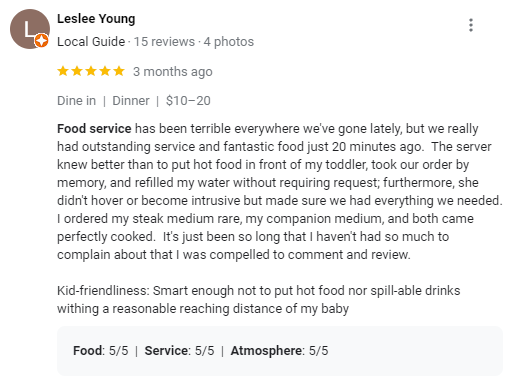 L
Leslee Young
Local Guide · 15 reviews · 4 photos
3 months ago
Dine in | Dinner | $10–20
Food service has been terrible everywhere we've gone lately, but we really
had outstanding service and fantastic food just 20 minutes ago.  The server
knew better than to put hot food in front of my toddler, took our order by
memory, and refilled my water without requiring request; furthermore, she
didn't hover or become intrusive but made sure we had everything we needed.
I ordered my steak medium rare, my companion medium, and both came
perfectly cooked.  It's just been so long that I haven't had so much to
complain about that I was compelled to comment and review.
Kid-friendliness: Smart enough not to put hot food nor spill-able drinks
withing a reasonable reaching distance of my baby
Food: 5/5 | Service: 5/5 | Atmosphere: 5/5